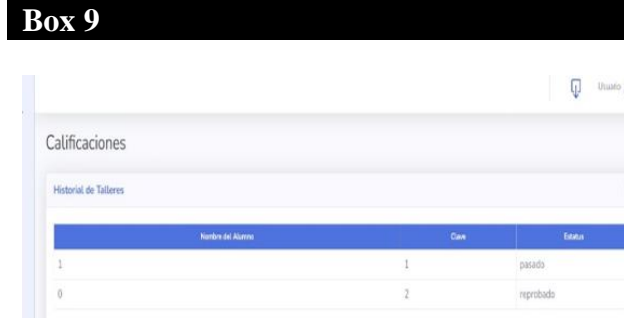 Box 9
Usuario
Calificaciones
Historial de Talleres
Nombre del Alumno Clave Estatus
1 1 pasado
0 2 reprobado